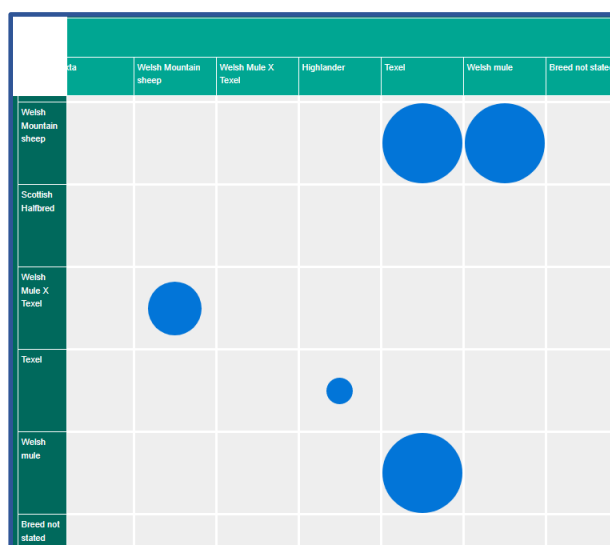 da
Welsh Mountain
sheep
Welsh Mule X
Texel
Highlander
Texel
Welsh mule
Breed not stated
Welsh
Mountain
sheep
Scottish
Halfbred
Welsh
Mule X
Texel
Texel
Welsh
mule
Breed not
stated